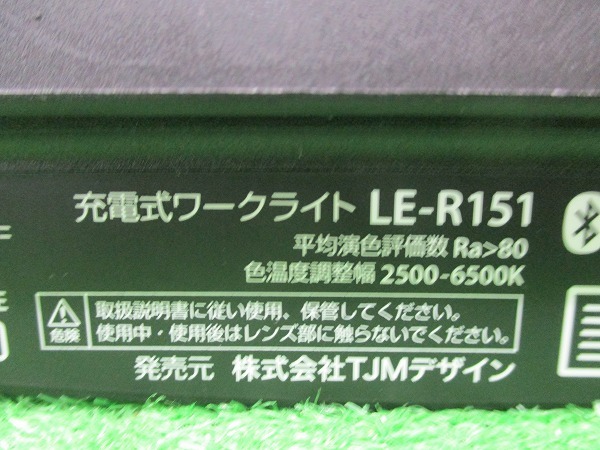 充電式ワークライト LE-R151
平均演色評価数 Ra>80
色温度調整幅 2500-6500K
危険
取扱説明書に従い使用、保管してください。
使用中・使用後はレンズ部に触らないでください。
発売元 株式会社TJMデザイン